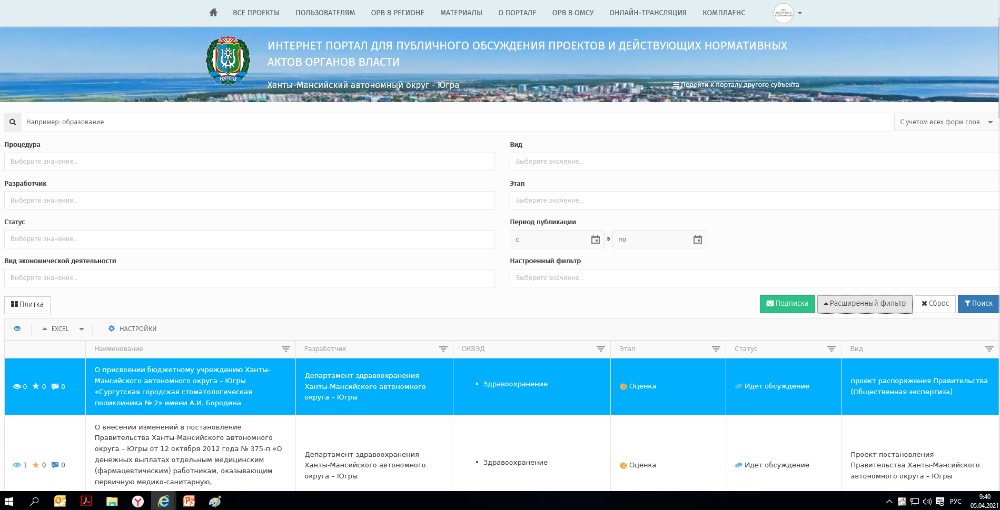 ВСЕ ПРОЕКТЫ ПОЛЬЗОВАТЕЛЯМ ОРВ В РЕГИОНЕ МАТЕРИАЛЫ О ПОРТАЛЕ ОРВ В ОМСУ ОНЛАЙН-ТРАНСЛЯЦИЯ КОМПЛАЕНС
НЕТ
ДОСТУПНОГО
ИЗОБРАЖЕНИЯ
ИНТЕРНЕТ ПОРТАЛ ДЛЯ ПУБЛИЧНОГО ОБСУЖДЕНИЯ ПРОЕКТОВ И ДЕЙСТВУЮЩИХ НОРМАТИВНЫХ
АКТОВ ОРГАНОВ ВЛАСТИ
ЮГРА
Ханты-Мансийский автономный округ - Югра
Перейти к порталу другого субъекта
Например: образование
С учетом всех форм слов
Процедура
Выберите значение...
Вид
Выберите значение...
Разработчик
Выберите значение...
Этап
Выберите значение...
Статус
Выберите значение...
Период публикации
с » по
Вид экономической деятельности
Выберите значение...
Настроенный фильтр
Выберите значение...
Плитка
Подписка Расширенный фильтр Сброс Поиск
EXCEL НАСТРОЙКИ
Наименование Разработчик ОКВЭД Этап Статус Вид
0 0 0
О присвоении бюджетному учреждению Ханты-
Мансийского автономного округа – Югры
«Сургутская городская стоматологическая
поликлиника № 2» имени А.И. Бородина
Департамент здравоохранения
Ханты-Мансийского автономного
округа – Югры
• Здравоохранение
Оценка
Идет обсуждение
проект распоряжения Правительства
(Общественная экспертиза)
1 0 0
О внесении изменений в постановление
Правительства Ханты-Мансийского автономного
округа – Югры от 12 октября 2012 года № 375-п «О
денежных выплатах отдельным медицинским
(фармацевтическим) работникам, оказывающим
первичную медико-санитарную,
Департамент здравоохранения
Ханты-Мансийского автономного
округа – Югры
• Здравоохранение
Оценка
Идет обсуждение
Проект постановления
Правительства Ханты-Мансийского
автономного округа – Югры
РУС
9:40
05.04.2021